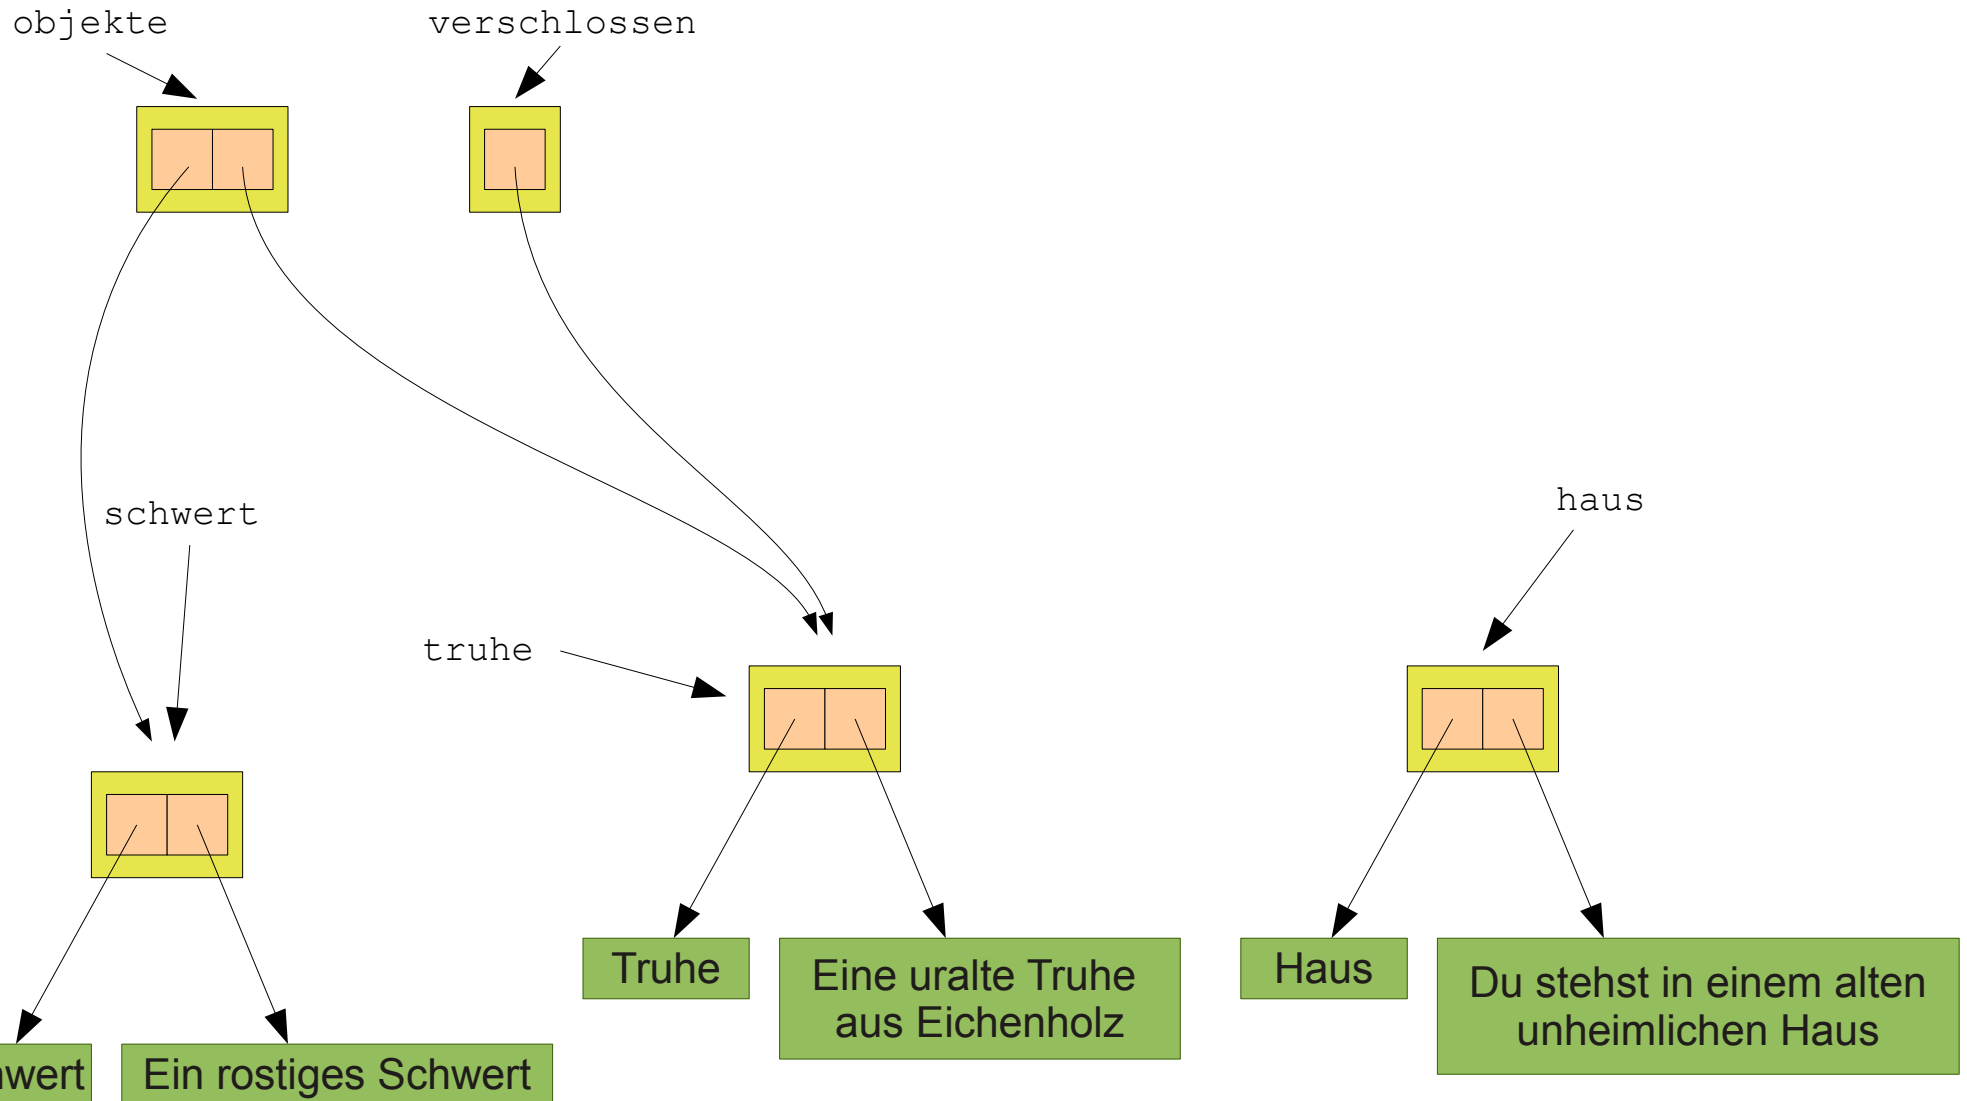 objekte
verschlossen
schwert
haus
truhe
Truhe
Eine uralte Truhe
aus Eichenholz
Haus
Du stehst in einem alten
unheimlichen Haus
Ein rostiges Schwert